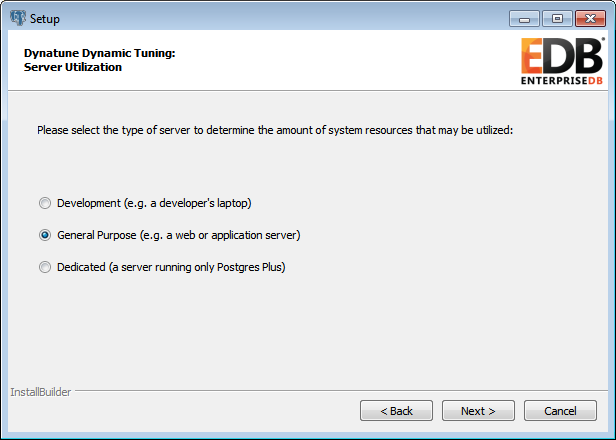 Setup
Dynatune Dynamic Tuning:
Server Utilization
EDB
ENTERPRISEDB
Please select the type of server to determine the amount of system resources that may be utilized:
Development (e.g. a developer's laptop)
General Purpose (e.g. a web or application server)
Dedicated (a server running only Postgres Plus)
InstallBuilder
< Back
Next >
Cancel